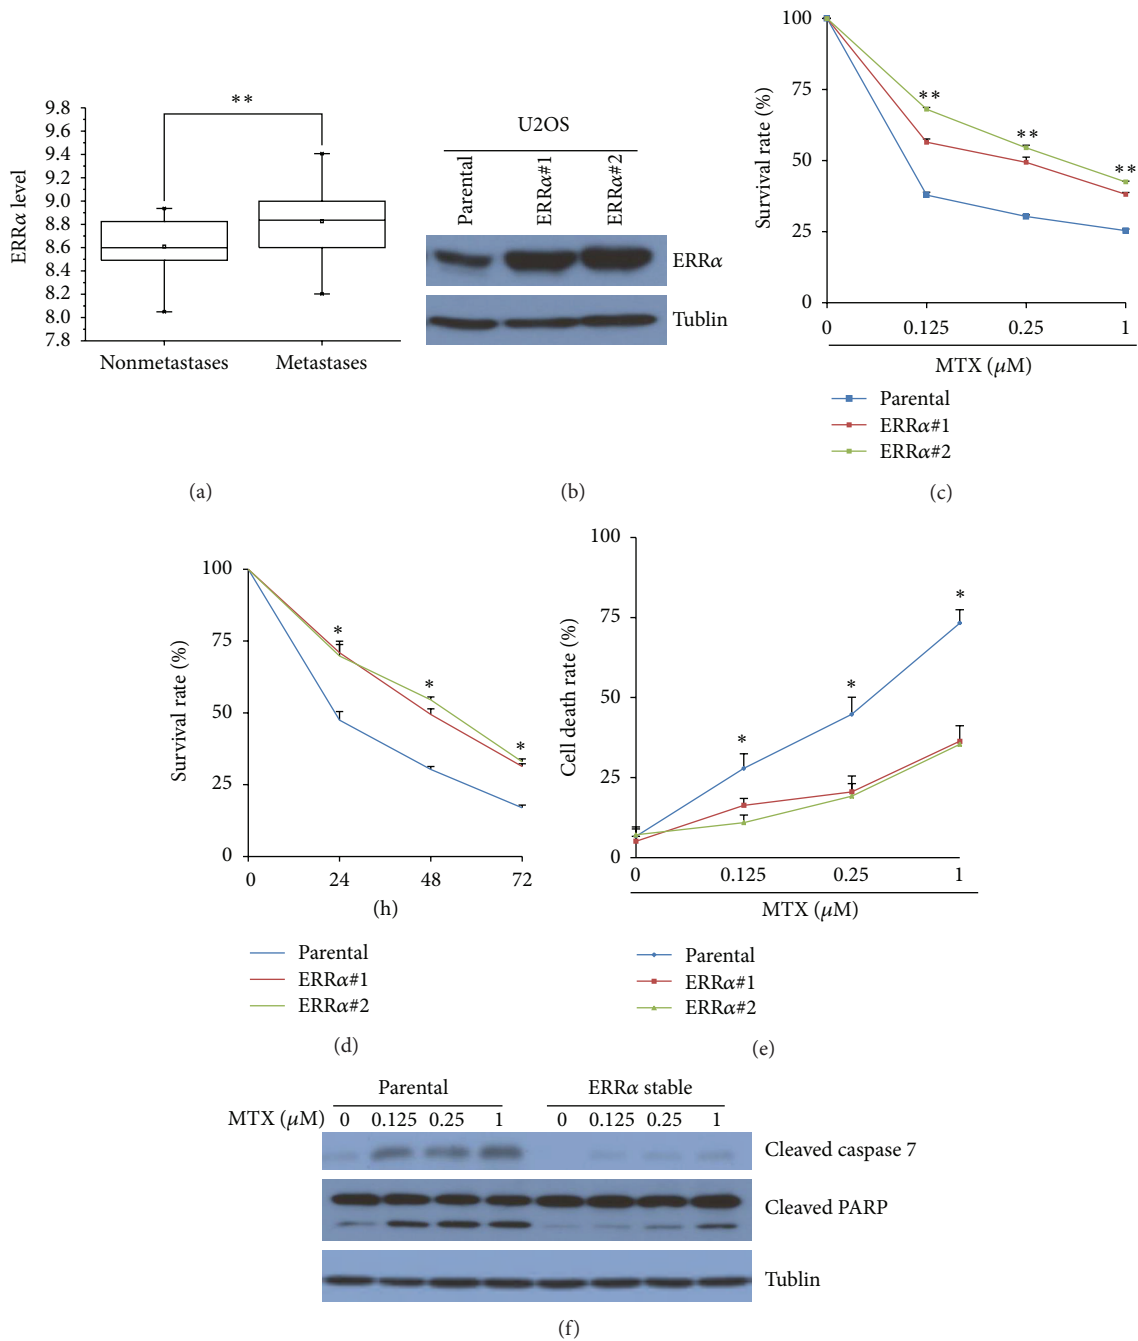 9.8
9.6
9.4
9.2
9.0
8.8
8.6
8.4
8.2
8.0
7.8
ERRα level
**
Nonmetastases
Metastases
(a)
U2OS
Parental
ERRα#1
ERRα#2
ERRα
Tublin
(b)
100
75
50
25
0
Survival rate (%)
**
**
**
0
0.125
0.25
1
MTX (μM)
Parental
ERRα#1
ERRα#2
(c)
100
75
50
25
0
Survival rate (%)
*
*
*
0
24
48
72
(h)
Parental
ERRα#1
ERRα#2
(d)
100
75
50
25
0
Cell death rate (%)
*
*
*
0
0.125
0.25
1
MTX (μM)
Parental
ERRα#1
ERRα#2
(e)
Parental
ERRα stable
MTX (μM) 0 0.125 0.25 1 0 0.125 0.25 1
Cleaved caspase 7
Cleaved PARP
Tublin
(f)